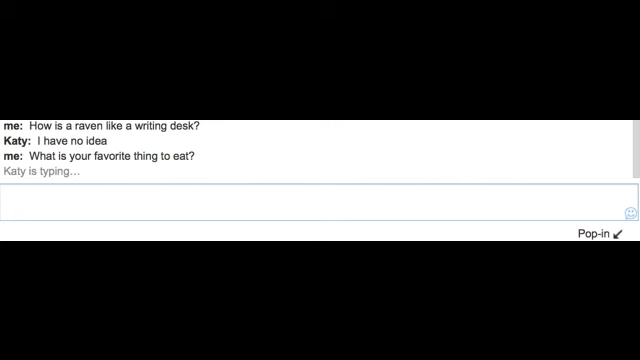 me: How is a raven like a writing desk?
Katy: I have no idea
me: What is your favorite thing to eat?
Katy is typing...
Pop-in